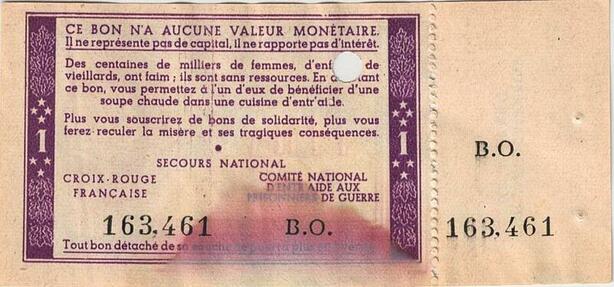 CE BON N'A AUCUNE VALEUR MONÉTAIRE.
Il ne représente pas de capital, il ne rapporte pas d'intérêt.
Des centaines de milliers de femmes, de
vieillards, ont faim ; ils sont sans ressources. En
ce bon, vous permettez à l'un d'eux de bénéficier d'une
soupe chaude dans une cuisine d'entr'aide.
Plus vous souscrirez de bons de solidarité, plus vous
ferez reculer la misère et ses tragiques conséquences.
1
1
SECOURS NATIONAL
CROIX-ROUGE
FRANÇAISE
COMITÉ NATIONAL
D'ENTR'AIDE AUX
PRISONNIERS DE GUERRE
163,461 B.O.
Tout bon détaché de sa souche ne
B.O.
163,461